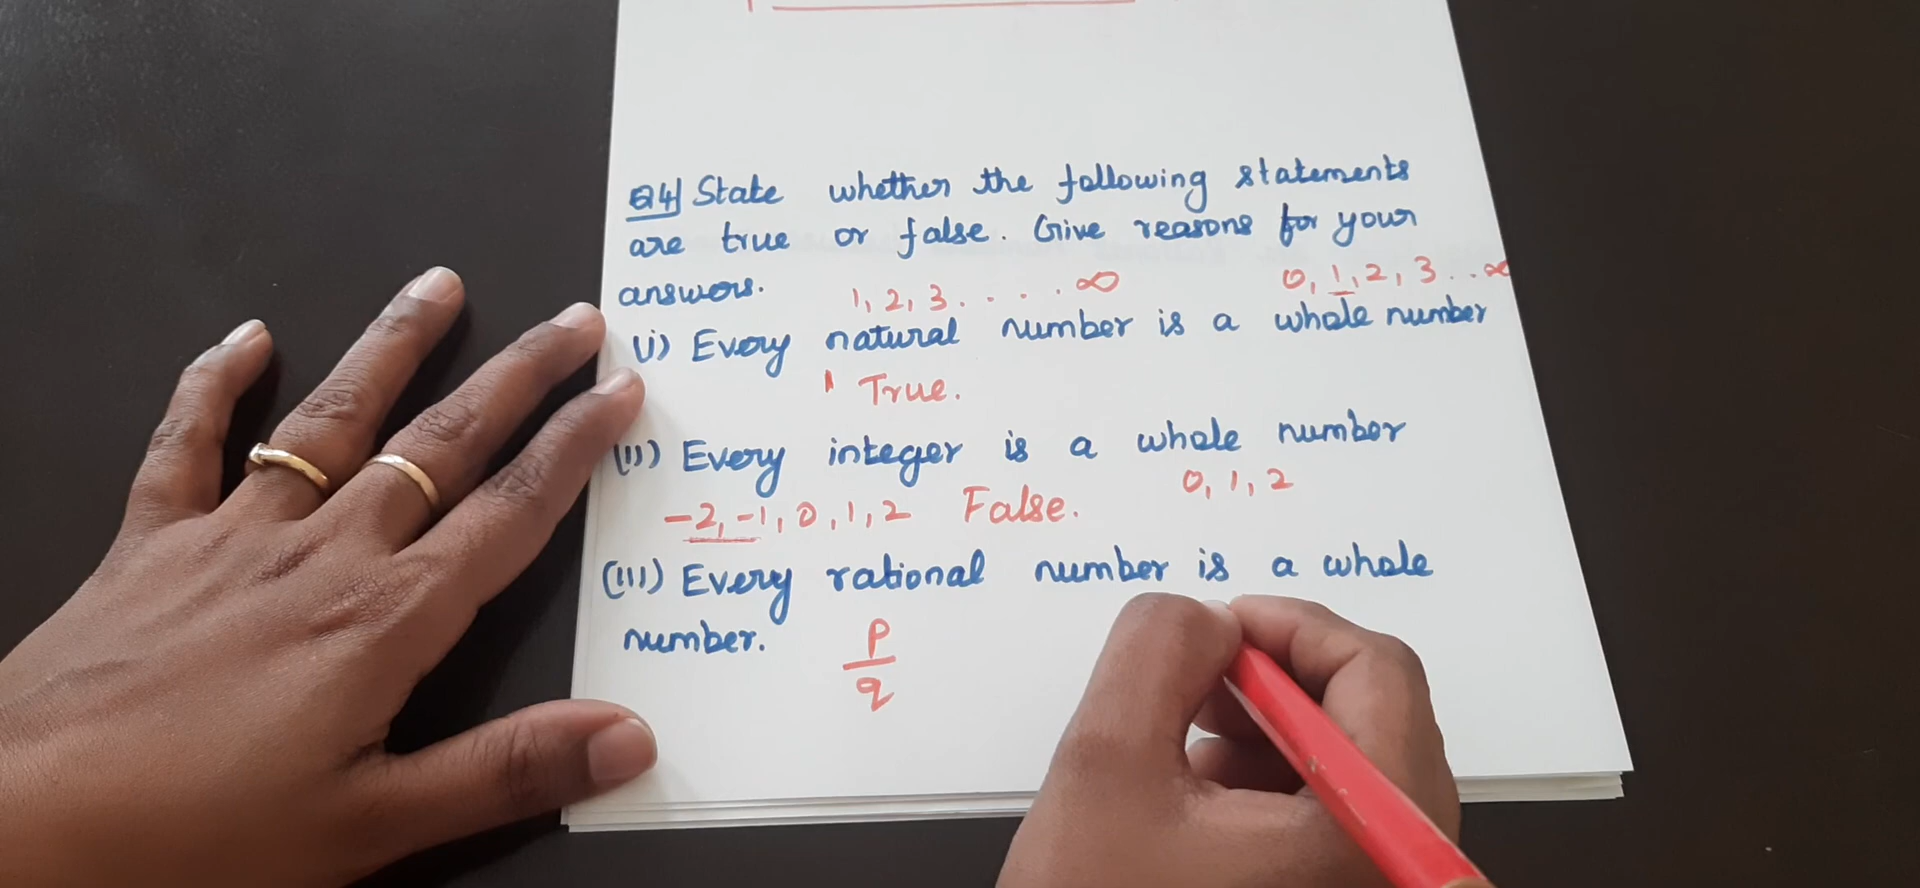 Q4) State whether the following statements
are true or false. Give reasons for your
answers.
1, 2, 3 . . . . ∞
0, 1, 2, 3 . . ∞
(i) Every natural number is a whole number
True.
(ii) Every integer is a whole number
0, 1, 2
-2, -1, 0, 1, 2 False.
(iii) Every rational number is a whole
number.
p
q